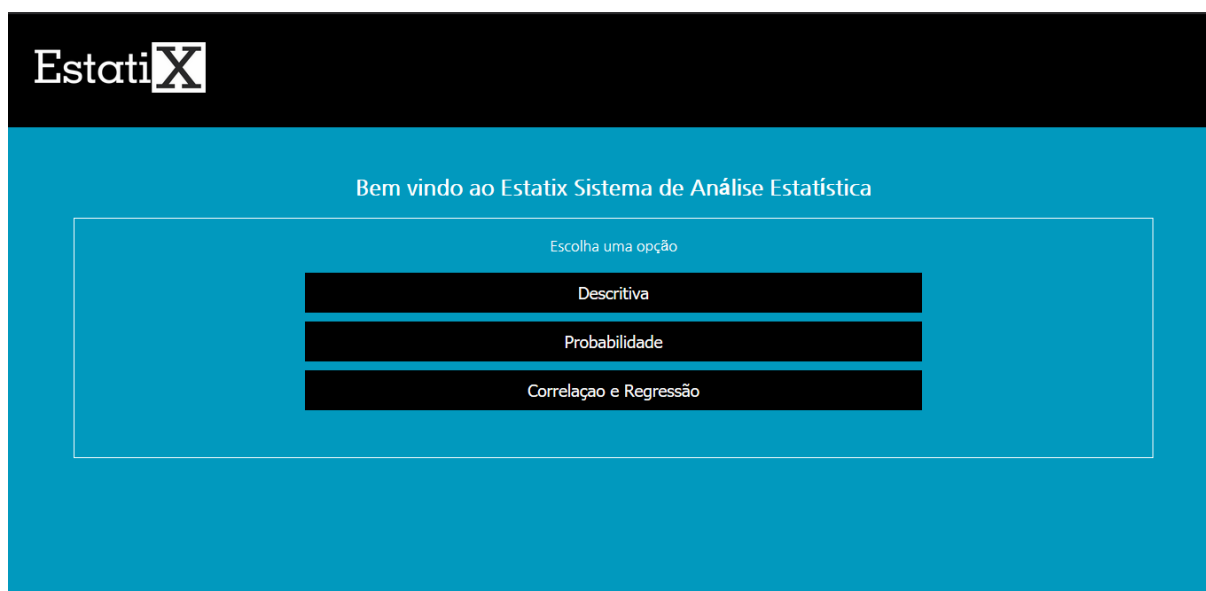 EstatiX
Bem vindo ao Estatix Sistema de Análise Estatística
Escolha uma opção
Descritiva
Probabilidade
Correlaçao e Regressão